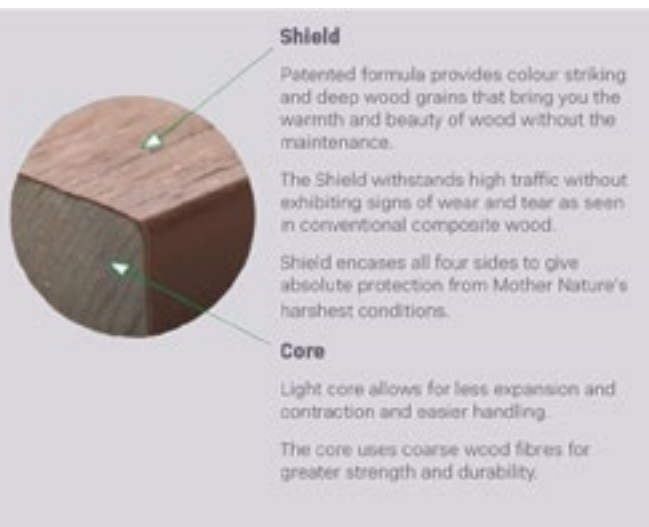 Shield
Patented formula provides colour striking
and deep wood grains that bring you the
warmth and beauty of wood without the
maintenance.
The Shield withstands high traffic without
exhibiting signs of wear and tear as seen
in conventional composite wood.
Shield encases all four sides to give
absolute protection from Mother Nature's
harshest conditions.
Core
Light core allows for less expansion and
contraction and easier handling.
The core uses coarse wood fibres for
greater strength and durability.